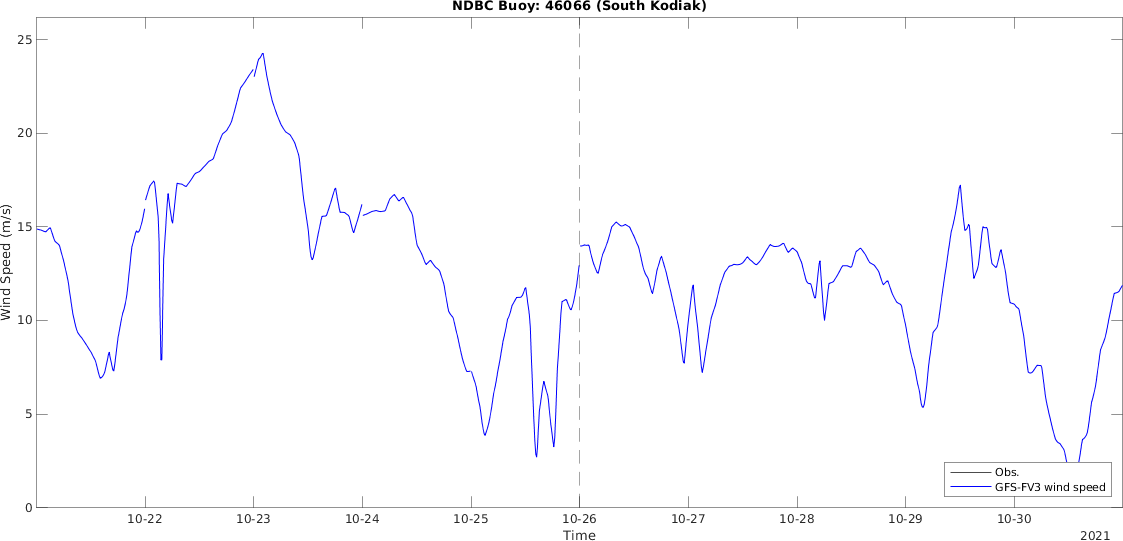 NDBC Buoy: 46066 (South Kodiak)
Wind Speed (m/s)
25
20
15
10
5
0
Obs.
GFS-FV3 wind speed
10-22 10-23 10-24 10-25 10-26 10-27 10-28 10-29 10-30
Time
2021